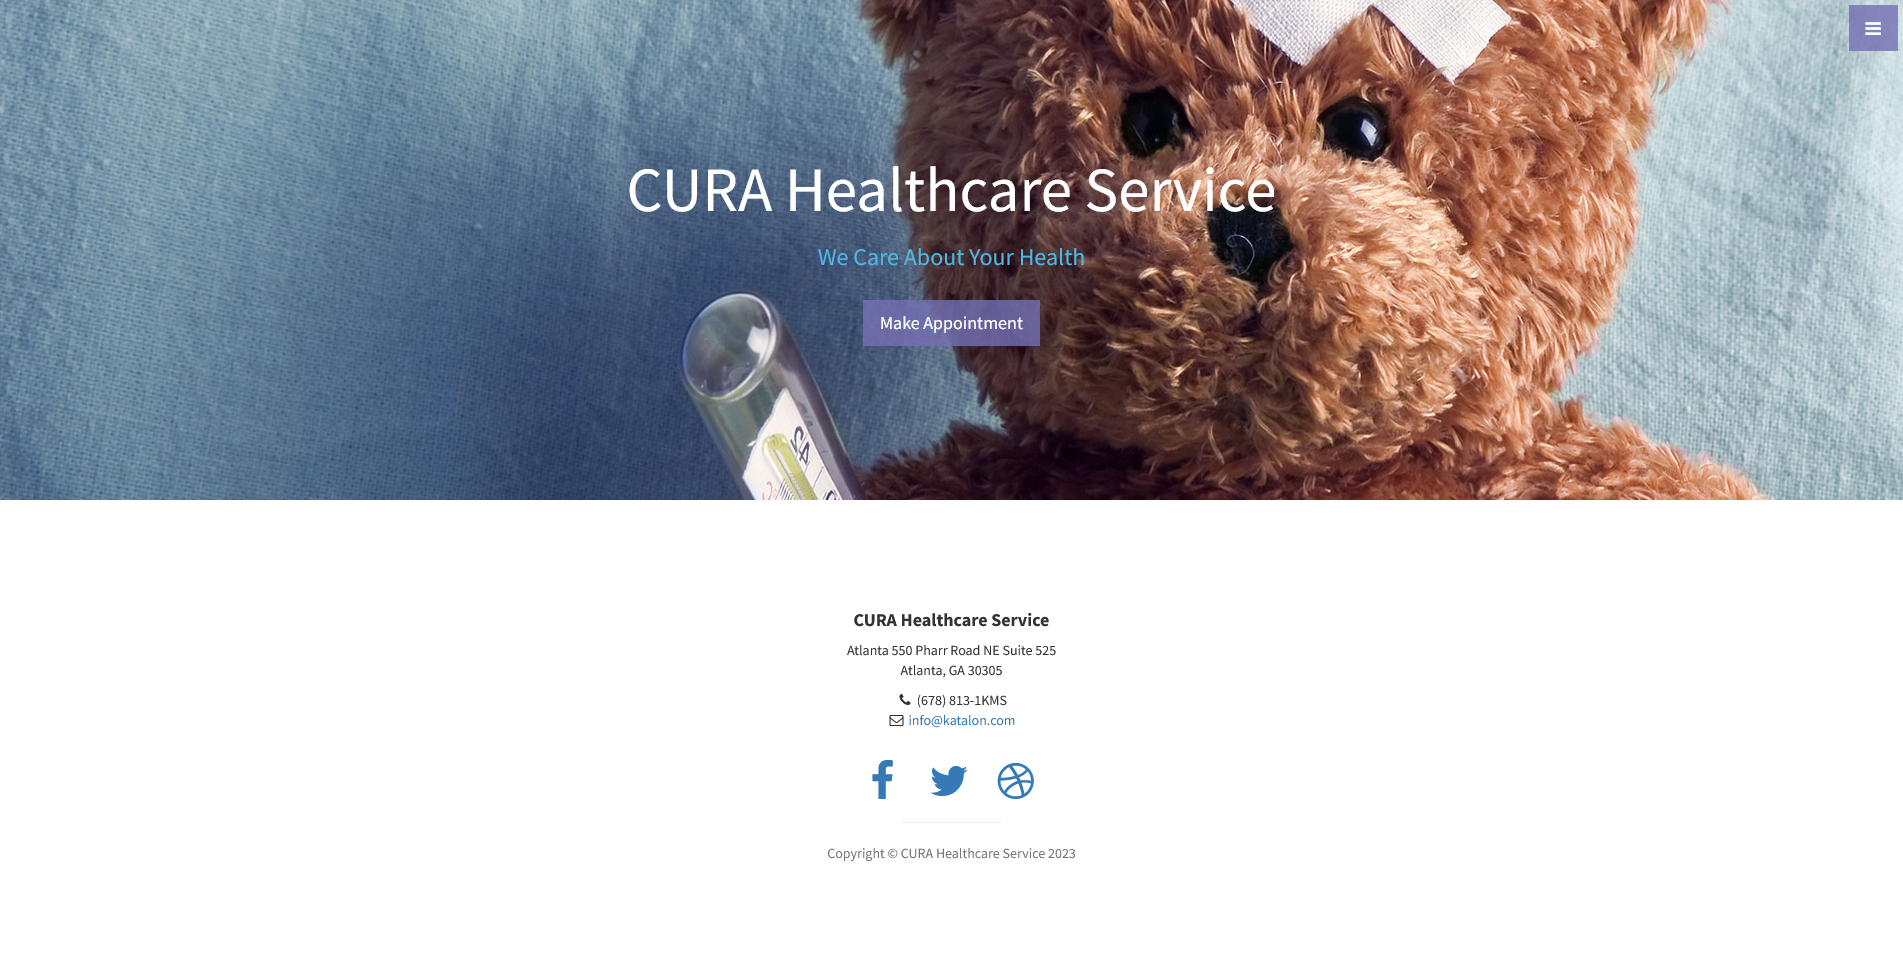 CURA Healthcare Service
We Care About Your Health
Make Appointment
42
CURA Healthcare Service
Atlanta 550 Pharr Road NE Suite 525
Atlanta, GA 30305
(678) 813-1KMS
info@katalon.com
Copyright © CURA Healthcare Service 2023